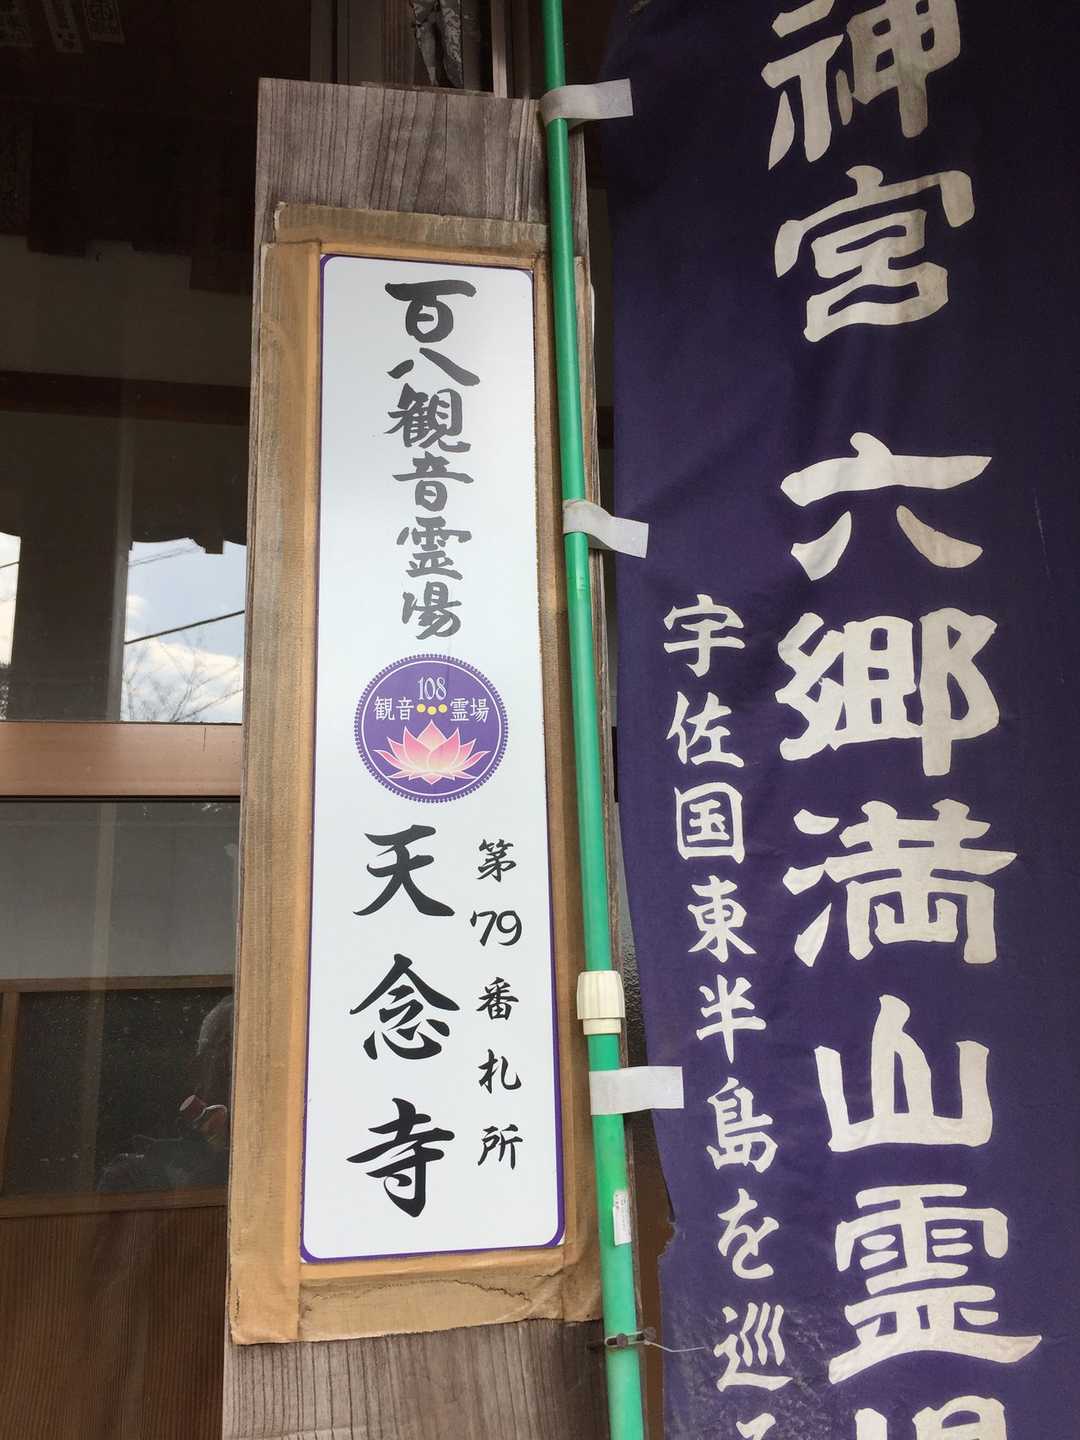 神宮 六郷満山霊場
宇佐国東半島を巡る
百八観音霊場
108
観音 霊場
第79番札所
天念寺